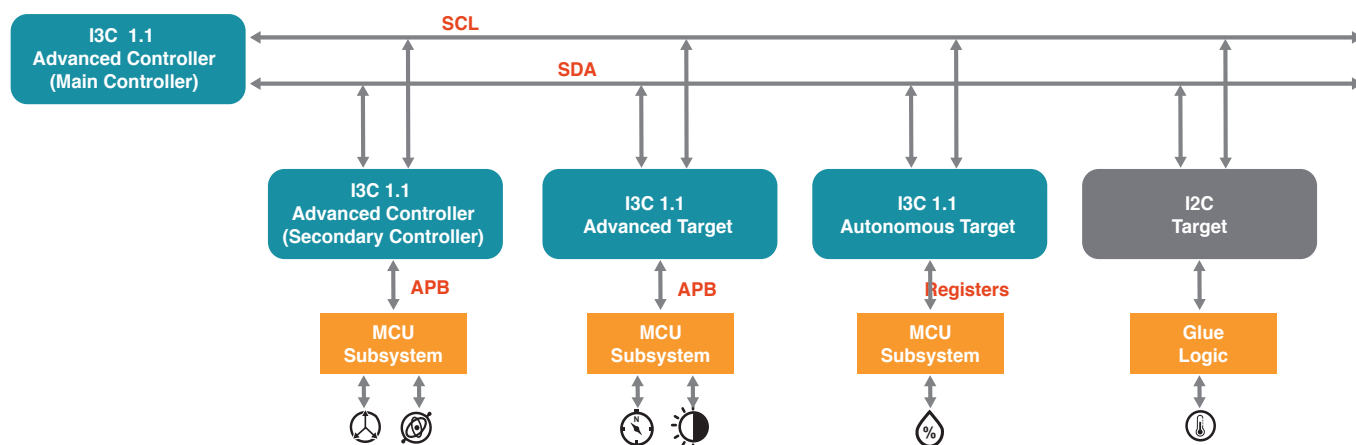 I3C 1.1
Advanced Controller
(Main Controller)
SCL
SDA
I3C 1.1
Advanced Controller
(Secondary Controller)
I3C 1.1
Advanced Target
I3C 1.1
Autonomous Target
I2C
Target
APB
APB
Registers
MCU
Subsystem
MCU
Subsystem
MCU
Subsystem
Glue
Logic
N
%